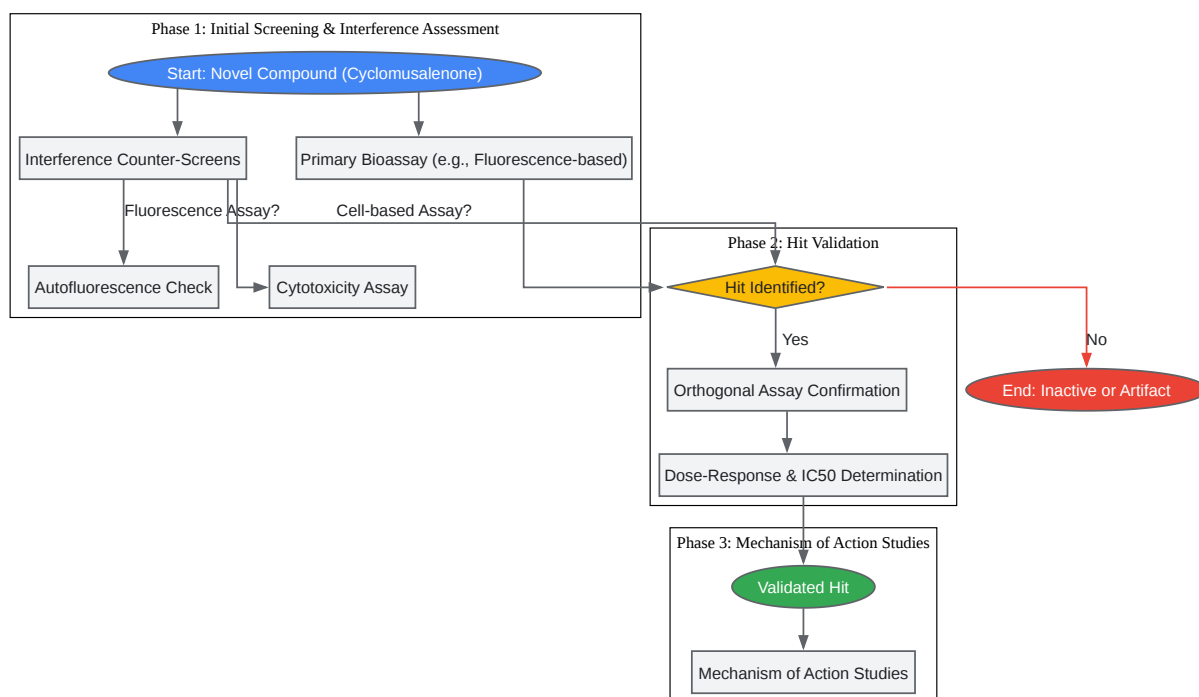 Phase 1: Initial Screening & Interference Assessment
Start: Novel Compound (Cyclomusalenone)
Interference Counter-Screens
Primary Bioassay (e.g., Fluorescence-based)
Fluorescence Assay?
Cell-based Assay?
Autofluorescence Check
Cytotoxicity Assay
Phase 2: Hit Validation
Hit Identified?
Yes
No
Orthogonal Assay Confirmation
End: Inactive or Artifact
Dose-Response & IC50 Determination
Phase 3: Mechanism of Action Studies
Validated Hit
Mechanism of Action Studies